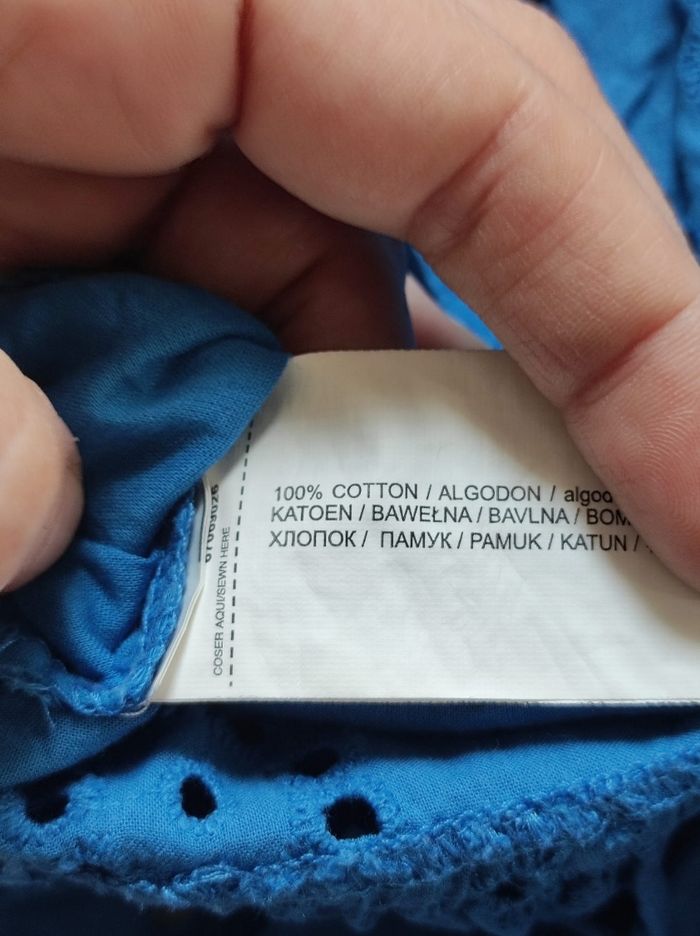 100% COTTON / ALGODON / algod
KATOEN / BAWEŁNA / BAVLNA / BOM
ХЛОПОК / ПАМУК / PAMUK / KATUN /
COSER AQUI/SEWN HERE